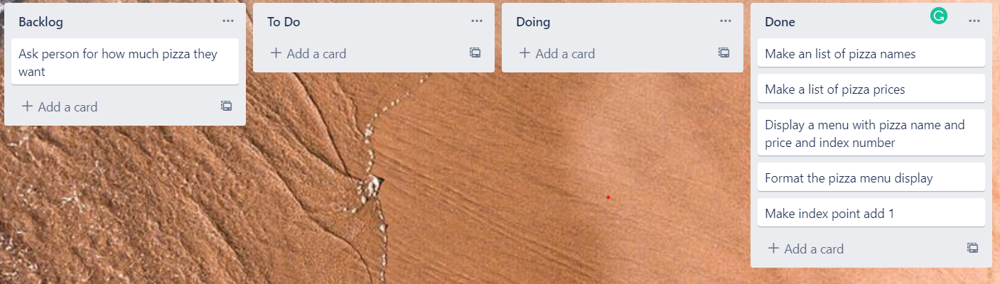 Backlog
Ask person for how much pizza they
want
Add a card
To Do
Add a card
Doing
Add a card
Done
Make an list of pizza names
Make a list of pizza prices
Display a menu with pizza name and
price and index number
Format the pizza menu display
Make index point add 1
Add a card